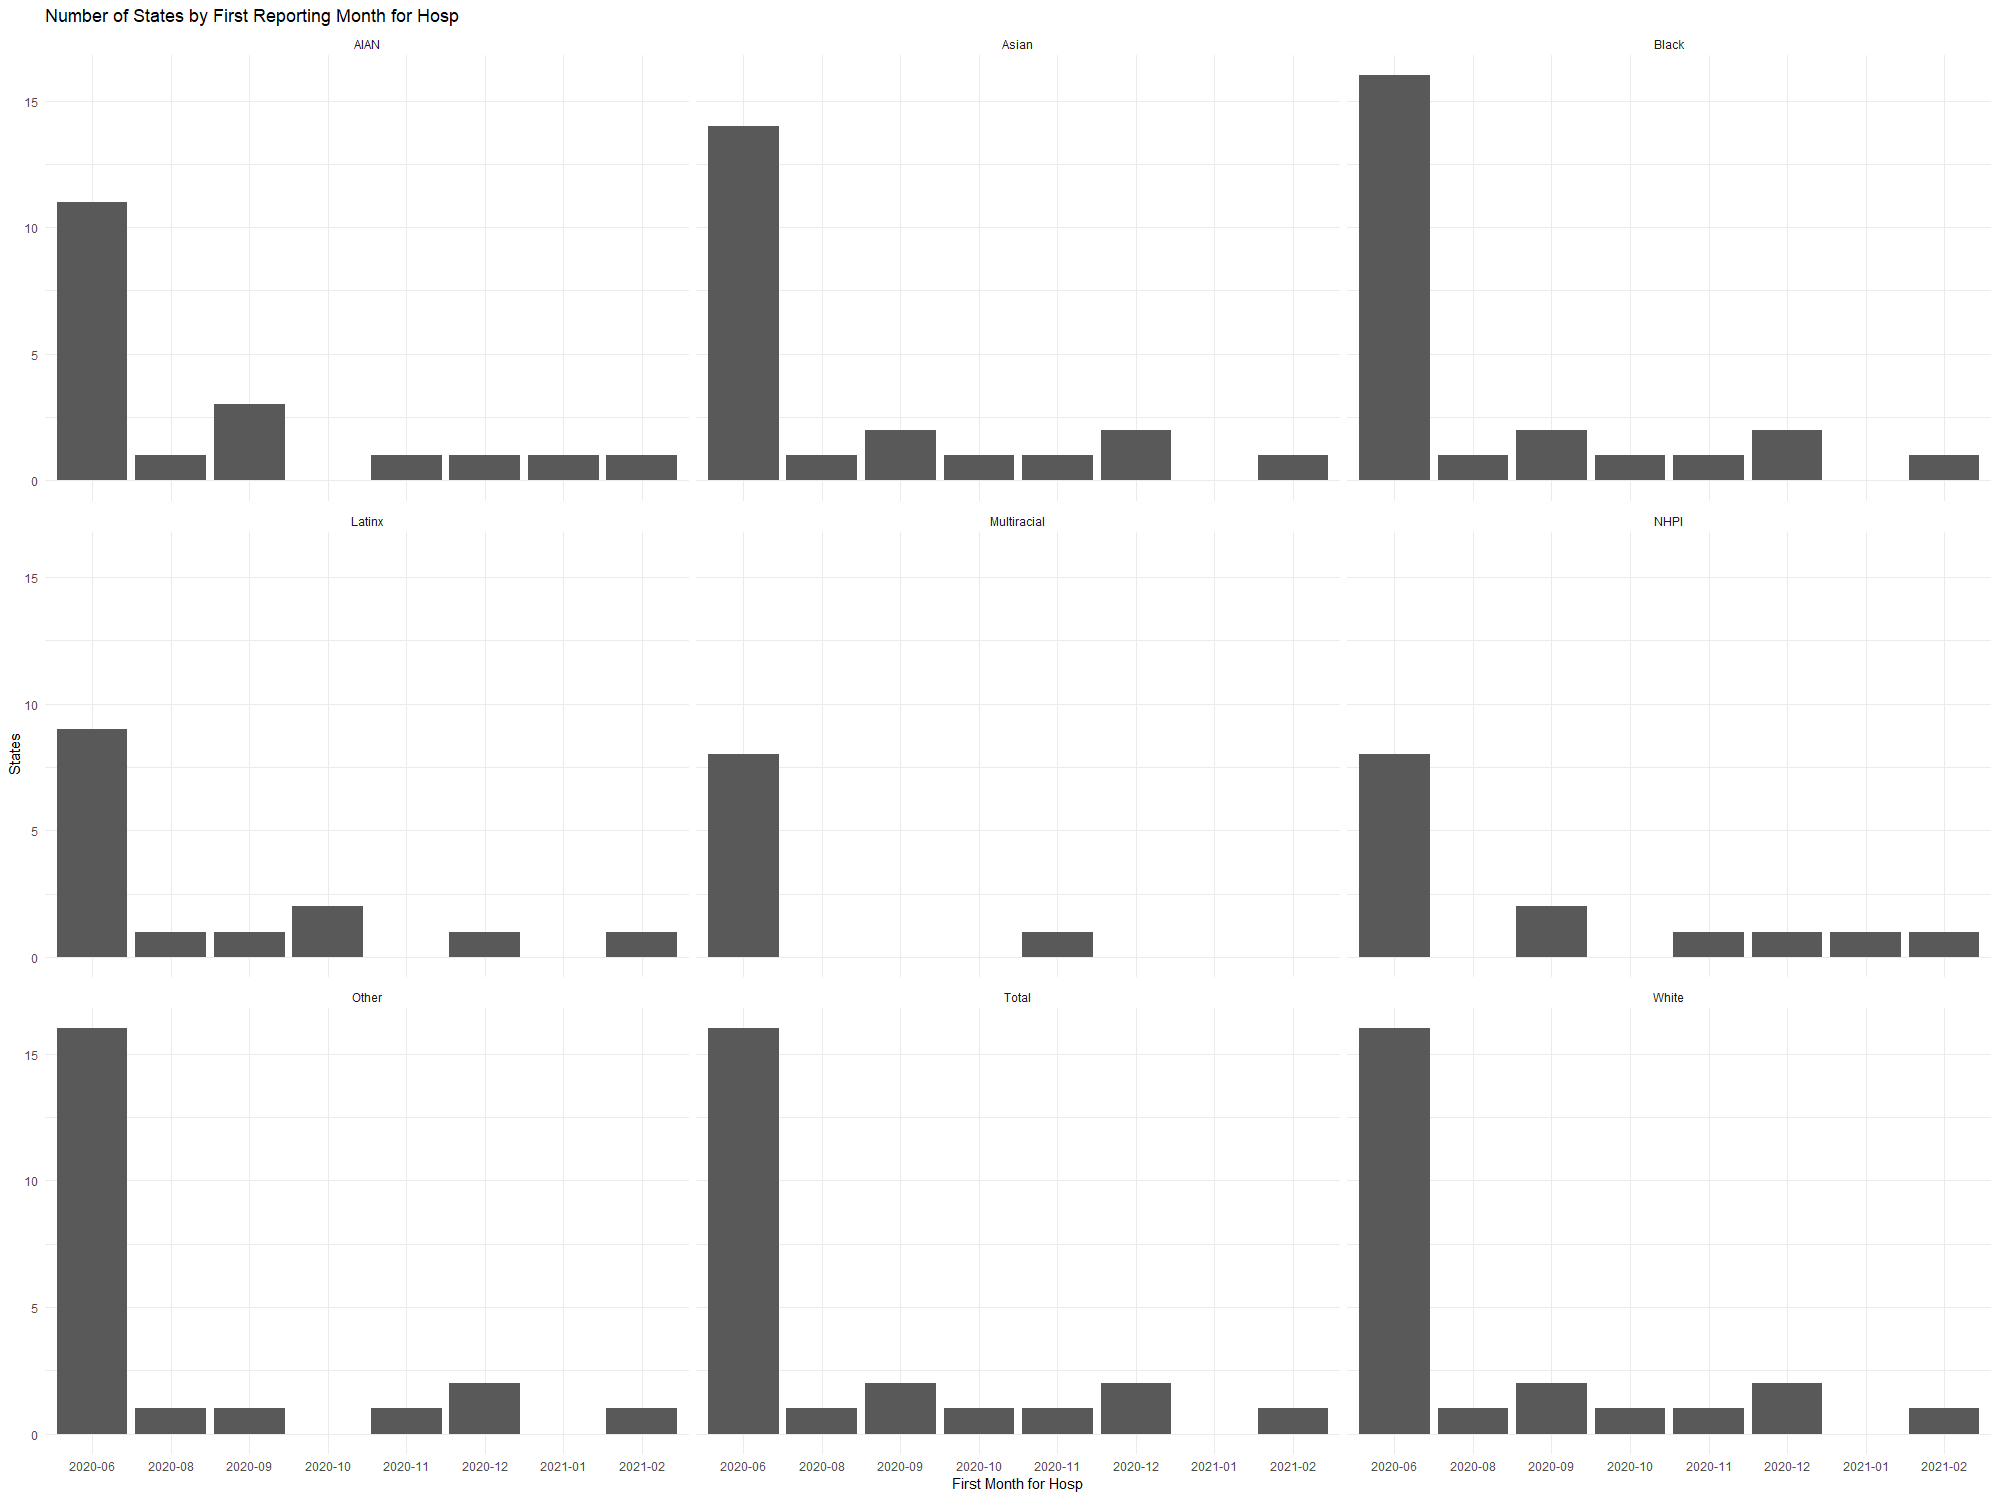 Number of States by First Reporting Month for Hosp
AIAN
Asian
Black
15
10
5
0
Latinx
Multiracial
NHPI
15
10
5
0
States
Other
Total
White
15
10
5
0
2020-06 2020-08 2020-09 2020-10 2020-11 2020-12 2021-01 2021-02
2020-06 2020-08 2020-09 2020-10 2020-11 2020-12 2021-01 2021-02
2020-06 2020-08 2020-09 2020-10 2020-11 2020-12 2021-01 2021-02
First Month for Hosp